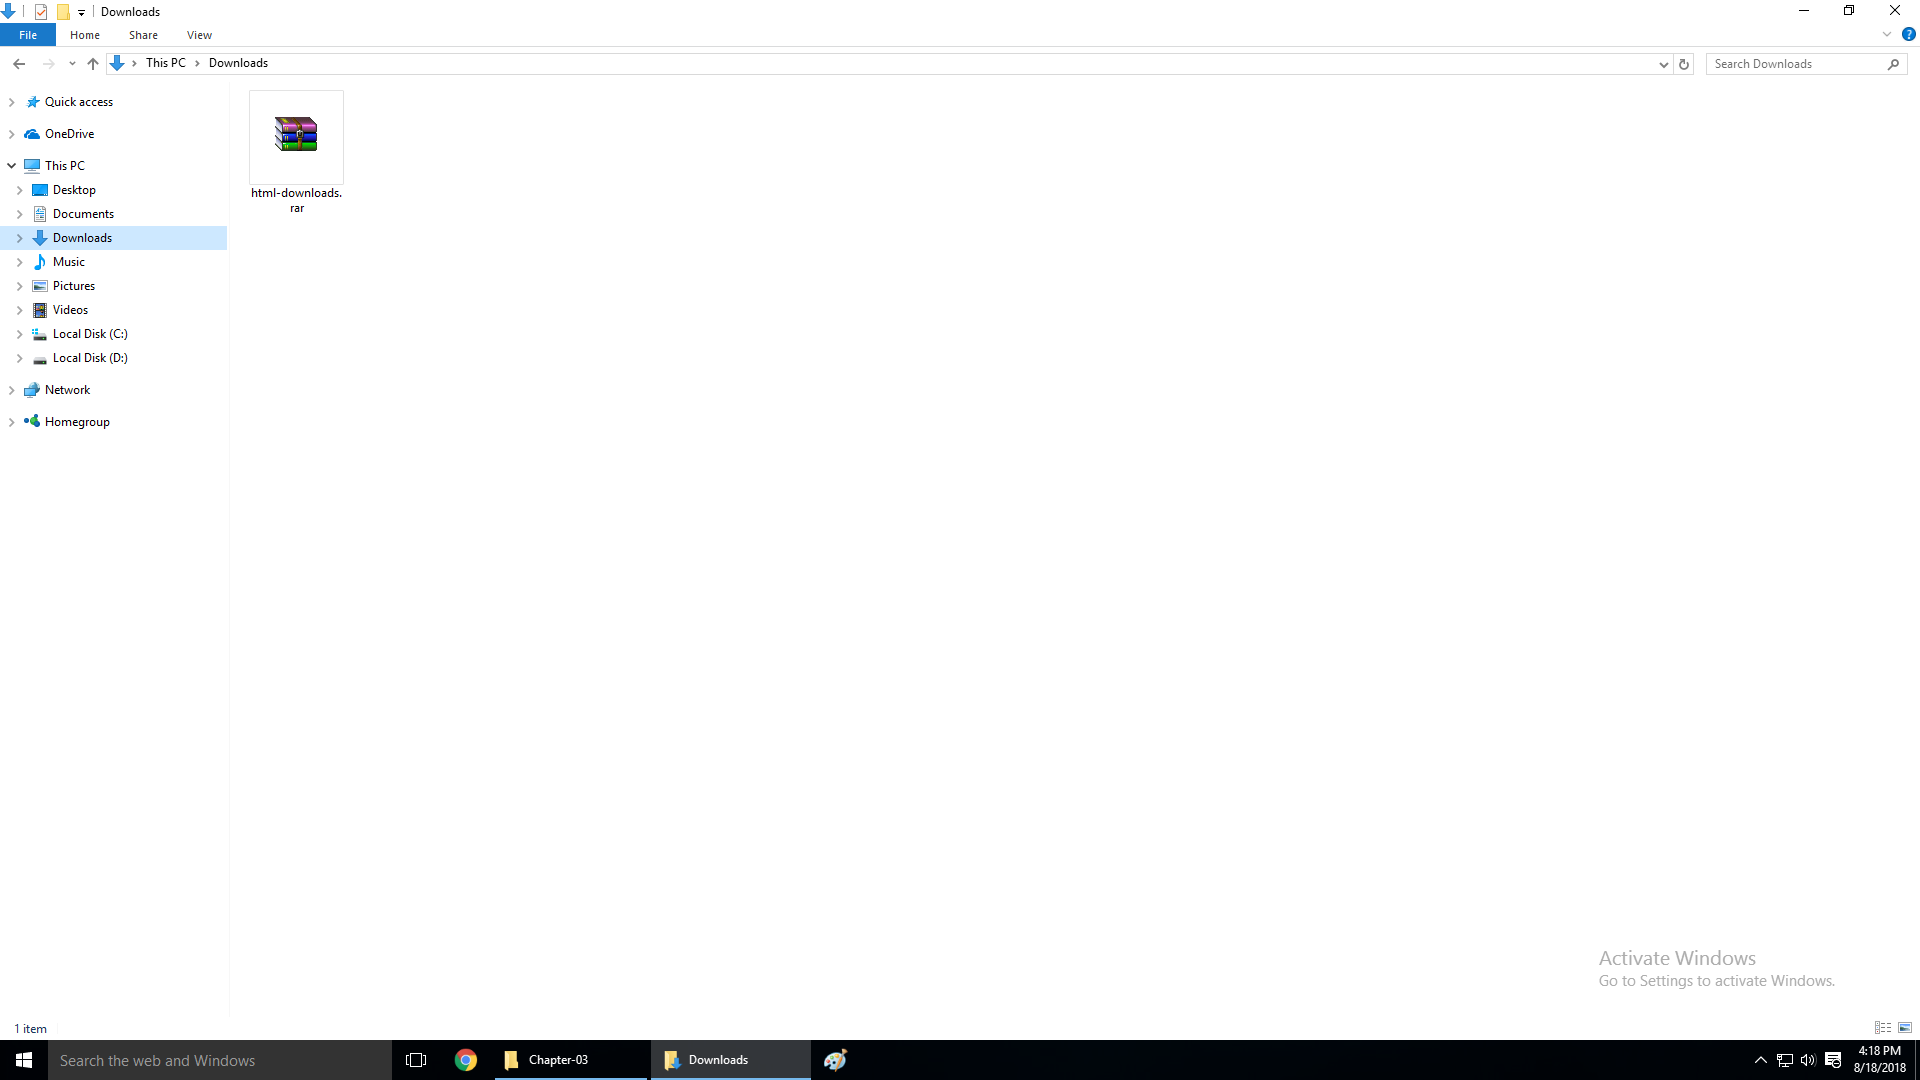 Downloads
File Home Share View
This PC Downloads
Search Downloads
Quick access
OneDrive
This PC
Desktop
Documents
Downloads
Music
Pictures
Videos
Local Disk (C:)
Local Disk (D:)
Network
Homegroup
html-downloads.
rar
Activate Windows
Go to Settings to activate Windows.
1 item
Search the web and Windows
Chapter-03
Downloads
4:18 PM
8/18/2018